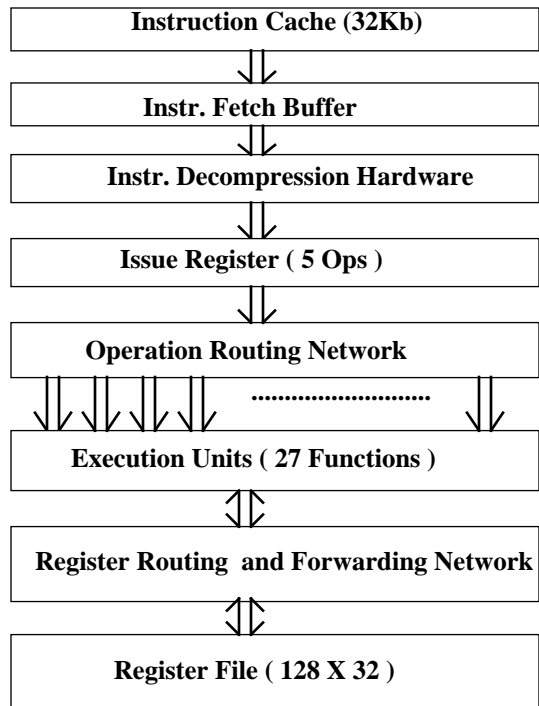 Instruction Cache (32Kb)
Instr. Fetch Buffer
Instr. Decompression Hardware
Issue Register ( 5 Ops )
Operation Routing Network
Execution Units ( 27 Functions )
Register Routing and Forwarding Network
Register File ( 128 X 32 )